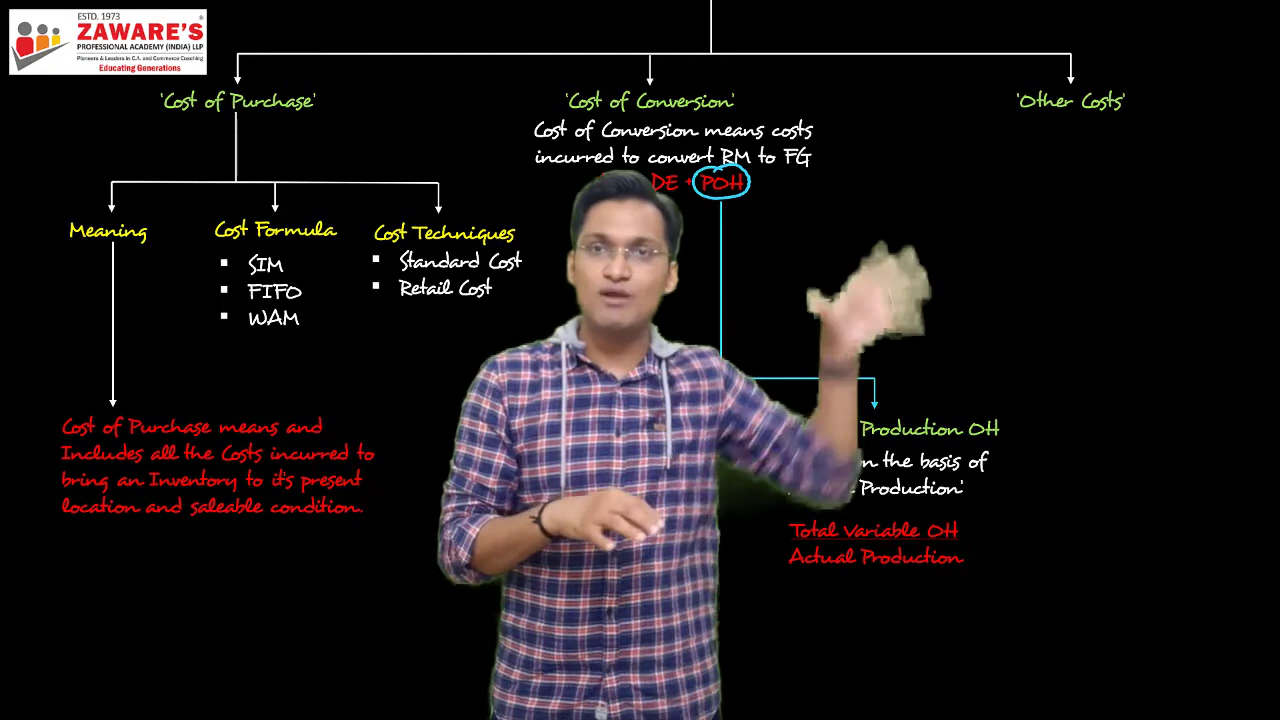 ESTD. 1973
ZAWARE'S
PROFESSIONAL ACADEMY (INDIA) LLP
Pioneers & Leaders in C.A. and Commerce Coaching
Educating Generations
'Cost of Purchase'
'Cost of Conversion'
'Other Costs'
Cost of Conversion means costs
incurred to convert RM to FG
DE + POH
Meaning
Cost Formula
▪ SIM
▪ FIFO
▪ WAM
Cost Techniques
▪ Standard Cost
▪ Retail Cost
Cost of Purchase means and
Includes all the Costs incurred to
bring an Inventory to it's present
location and saleable condition.
Production OH
the basis of
Production'
Total Variable OH
Actual Production